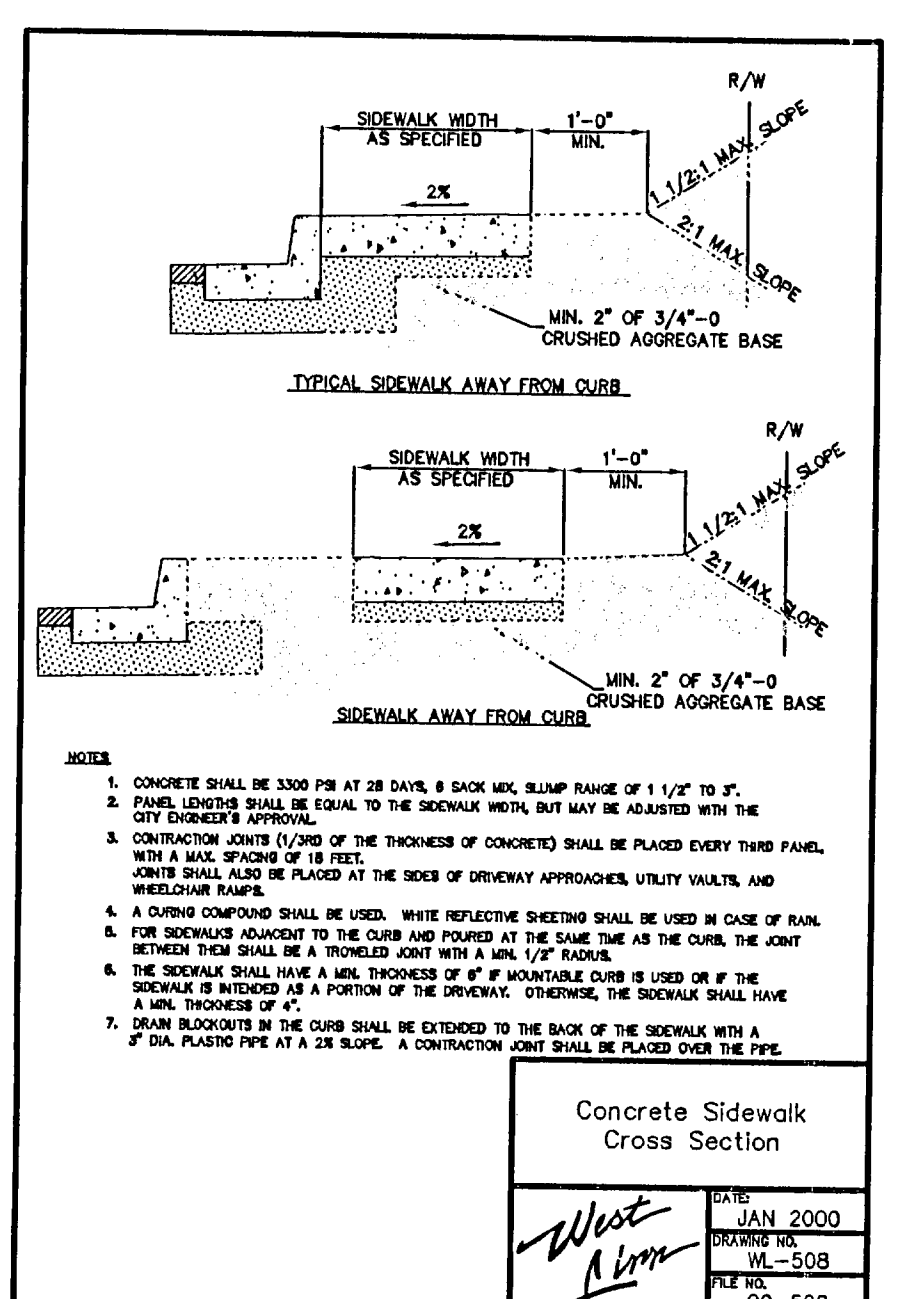 R/W
SIDEWALK WIDTH
AS SPECIFIED
1'-0"
MIN.
1 1/2:1 MAX. SLOPE
2%
2:1 MAX. SLOPE
MIN. 2" OF 3/4"-0
CRUSHED AGGREGATE BASE
TYPICAL SIDEWALK AWAY FROM CURB
R/W
SIDEWALK WIDTH
AS SPECIFIED
1'-0"
MIN.
1 1/2:1 MAX. SLOPE
2%
2:1 MAX. SLOPE
MIN. 2" OF 3/4"-0
CRUSHED AGGREGATE BASE
SIDEWALK AWAY FROM CURB
NOTES
1. CONCRETE SHALL BE 3300 PSI AT 28 DAYS, 6 SACK MIX, SLUMP RANGE OF 1 1/2" TO 3".
2. PANEL LENGTHS SHALL BE EQUAL TO THE SIDEWALK WIDTH, BUT MAY BE ADJUSTED WITH THE
CITY ENGINEER'S APPROVAL.
3. CONTRACTION JOINTS (1/3RD OF THE THICKNESS OF CONCRETE) SHALL BE PLACED EVERY THIRD PANEL,
WITH A MAX. SPACING OF 18 FEET.
JOINTS SHALL ALSO BE PLACED AT THE SIDES OF DRIVEWAY APPROACHES, UTILITY VAULTS, AND
WHEELCHAIR RAMPS.
4. A CURING COMPOUND SHALL BE USED. WHITE REFLECTIVE SHEETING SHALL BE USED IN CASE OF RAIN.
5. FOR SIDEWALKS ADJACENT TO THE CURB AND POURED AT THE SAME TIME AS THE CURB, THE JOINT
BETWEEN THEM SHALL BE A TROWELED JOINT WITH A MIN. 1/2" RADIUS.
6. THE SIDEWALK SHALL HAVE A MIN. THICKNESS OF 6" IF MOUNTABLE CURB IS USED OR IF THE
SIDEWALK IS INTENDED AS A PORTION OF THE DRIVEWAY. OTHERWISE, THE SIDEWALK SHALL HAVE
A MIN. THICKNESS OF 4".
7. DRAIN BLOCKOUTS IN THE CURB SHALL BE EXTENDED TO THE BACK OF THE SIDEWALK WITH A
3" DIA. PLASTIC PIPE AT A 2% SLOPE. A CONTRACTION JOINT SHALL BE PLACED OVER THE PIPE.
Concrete Sidewalk
Cross Section
West
Linn
DATE:
JAN 2000
DRAWING NO.
WL-508
FILE NO.